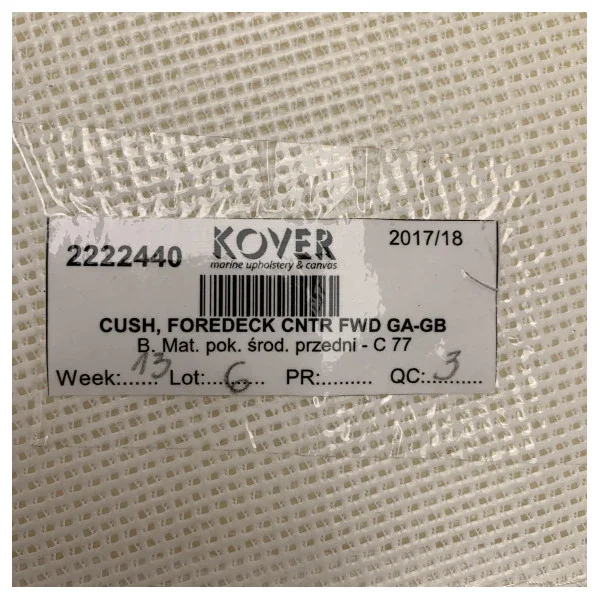 2222440 KOVER 2017/18
marine upholstery & canvas
CUSH, FOREDECK CNTR FWD GA-GB
B. Mat. pok. środ. przedni - C 77
Week:......13 Lot:....6...... PR:......... QC:...3......